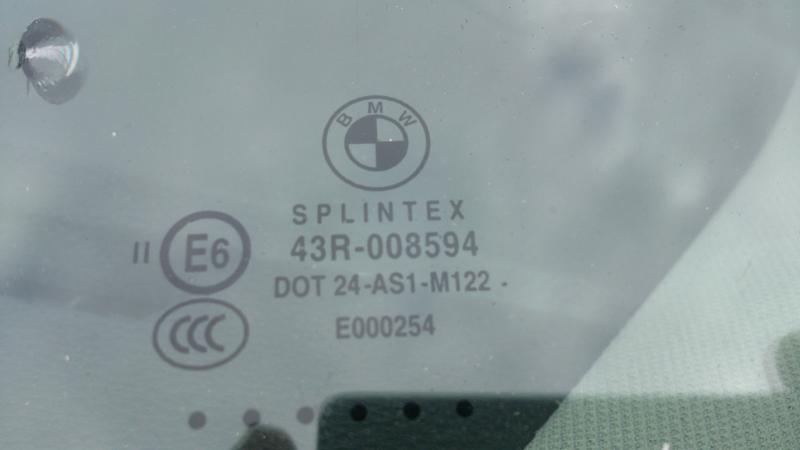 BMW
SPLINTEX
II E6 43R-008594
DOT 24-AS1-M122 .
CCC E000254